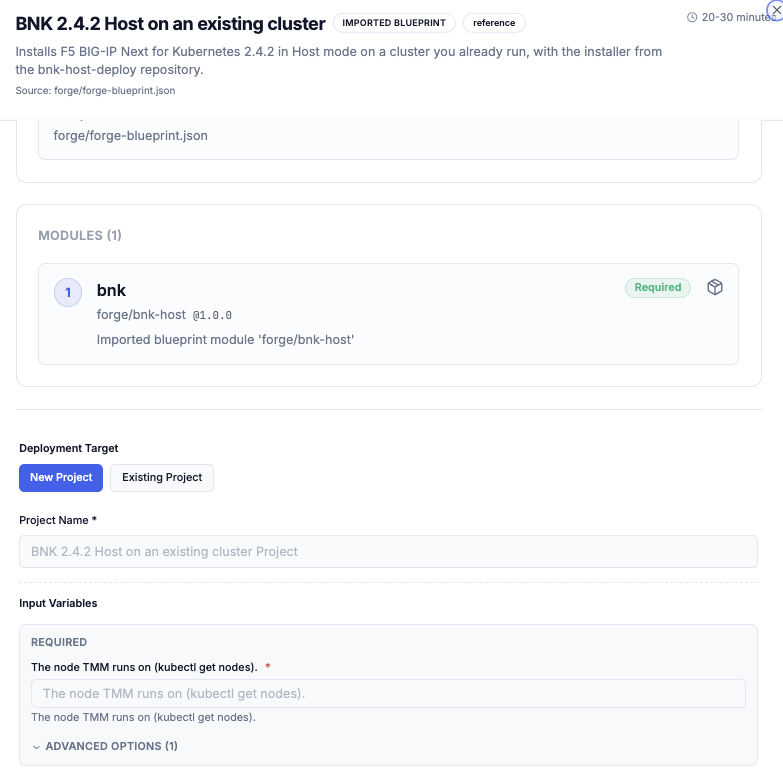 BNK 2.4.2 Host on an existing cluster IMPORTED BLUEPRINT reference 20-30 minutes
Installs F5 BIG-IP Next for Kubernetes 2.4.2 in Host mode on a cluster you already run, with the installer from
the bnk-host-deploy repository.
Source: forge/forge-blueprint.json
forge/forge-blueprint.json
MODULES (1)
1 bnk Required
forge/bnk-host @1.0.0
Imported blueprint module 'forge/bnk-host'
Deployment Target
New Project Existing Project
Project Name *
BNK 2.4.2 Host on an existing cluster Project
Input Variables
REQUIRED
The node TMM runs on (kubectl get nodes). *
The node TMM runs on (kubectl get nodes).
The node TMM runs on (kubectl get nodes).
ADVANCED OPTIONS (1)